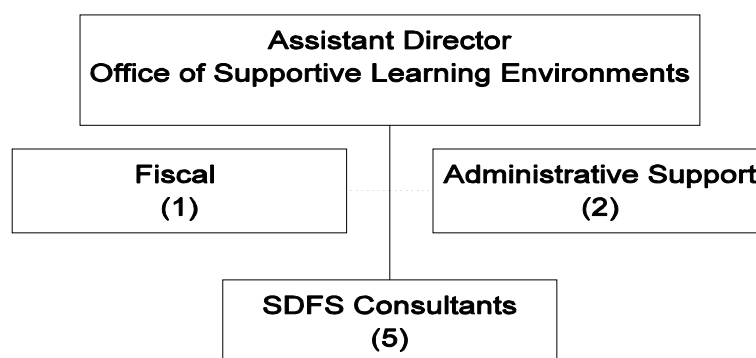 Assistant Director
Office of Supportive Learning Environments
Fiscal
(1)
Administrative Support
(2)
SDFS Consultants
(5)